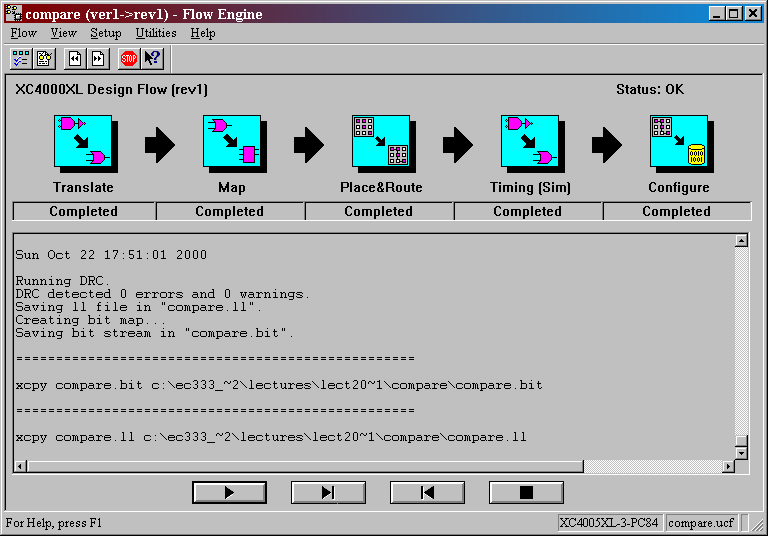 compare (ver1->rev1) - Flow Engine
Flow View Setup Utilities Help
STOP
XC4000XL Design Flow (rev1) Status: OK
Translate Map Place&Route Timing (Sim) Configure
Completed Completed Completed Completed Completed
Sun Oct 22 17:51:01 2000
Running DRC.
DRC detected 0 errors and 0 warnings.
Saving ll file in "compare.ll".
Creating bit map...
Saving bit stream in "compare.bit".
===================================================
xcpy compare.bit c:\ec333_~2\lectures\lect20~1\compare\compare.bit
===================================================
xcpy compare.ll c:\ec333_~2\lectures\lect20~1\compare\compare.ll
For Help, press F1 XC4005XL-3-PC84 compare.ucf